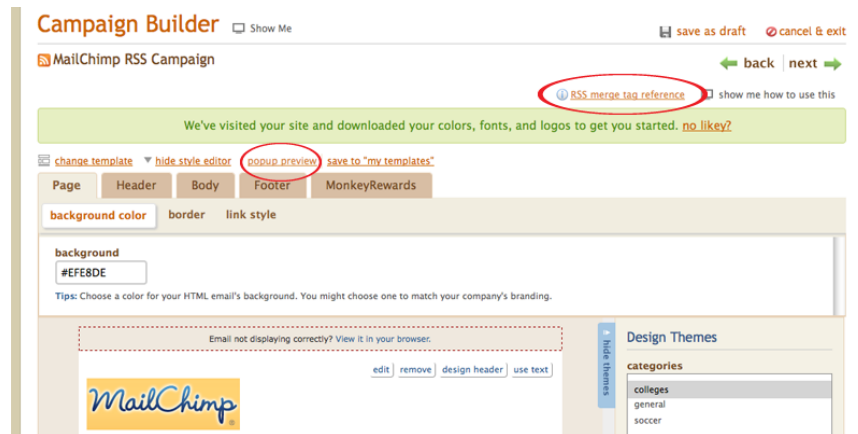 Campaign Builder Show Me
save as draft cancel & exit
MailChimp RSS Campaign
back next
RSS merge tag reference show me how to use this
We've visited your site and downloaded your colors, fonts, and logos to get you started. no likey?
change template hide style editor popup preview save to "my templates"
Page Header Body Footer MonkeyRewards
background color border link style
background
#EFE8DE
Tips: Choose a color for your HTML email's background. You might choose one to match your company's branding.
Email not displaying correctly? View it in your browser.
hide themes
Design Themes
edit remove design header use text
categories
MailChimp
colleges
general
soccer